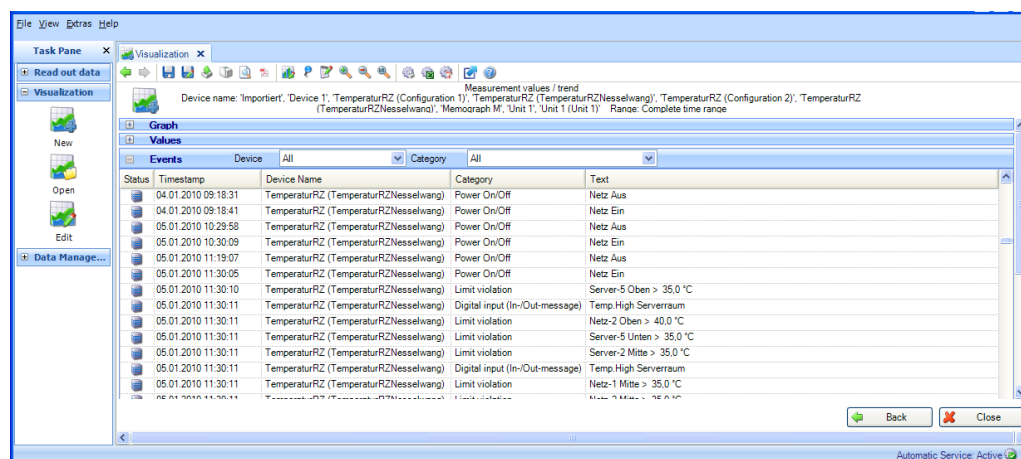 File View Extras Help
Task Pane X
Visualization X
Read out data
Visualization
New
Open
Edit
Data Manage...
Measurement values / trend
Device name: 'Importiert', 'Device 1', 'TemperaturRZ (Configuration 1)', 'TemperaturRZ (TemperaturRZNesselwang)', 'TemperaturRZ (Configuration 2)', 'TemperaturRZ
(TemperaturRZNesselwang)', 'Memograph M', 'Unit 1', 'Unit 1 (Unit 1)' Range: Complete time range
Graph
Values
Events Device All Category All
Status Timestamp Device Name Category Text
04.01.2010 09:18:31 TemperaturRZ (TemperaturRZNesselwang) Power On/Off Netz Aus
04.01.2010 09:18:41 TemperaturRZ (TemperaturRZNesselwang) Power On/Off Netz Ein
05.01.2010 10:29:58 TemperaturRZ (TemperaturRZNesselwang) Power On/Off Netz Aus
05.01.2010 10:30:09 TemperaturRZ (TemperaturRZNesselwang) Power On/Off Netz Ein
05.01.2010 11:19:07 TemperaturRZ (TemperaturRZNesselwang) Power On/Off Netz Aus
05.01.2010 11:30:05 TemperaturRZ (TemperaturRZNesselwang) Power On/Off Netz Ein
05.01.2010 11:30:10 TemperaturRZ (TemperaturRZNesselwang) Limit violation Server-5 Oben > 35,0 °C
05.01.2010 11:30:11 TemperaturRZ (TemperaturRZNesselwang) Digital input (In-/Out-message) Temp.High Serverraum
05.01.2010 11:30:11 TemperaturRZ (TemperaturRZNesselwang) Limit violation Netz-2 Oben > 40,0 °C
05.01.2010 11:30:11 TemperaturRZ (TemperaturRZNesselwang) Limit violation Server-5 Unten > 35,0 °C
05.01.2010 11:30:11 TemperaturRZ (TemperaturRZNesselwang) Limit violation Server-2 Mitte > 35,0 °C
05.01.2010 11:30:11 TemperaturRZ (TemperaturRZNesselwang) Digital input (In-/Out-message) Temp.High Serverraum
05.01.2010 11:30:11 TemperaturRZ (TemperaturRZNesselwang) Limit violation Netz-1 Mitte > 35,0 °C
Back Close
Automatic Service: Active